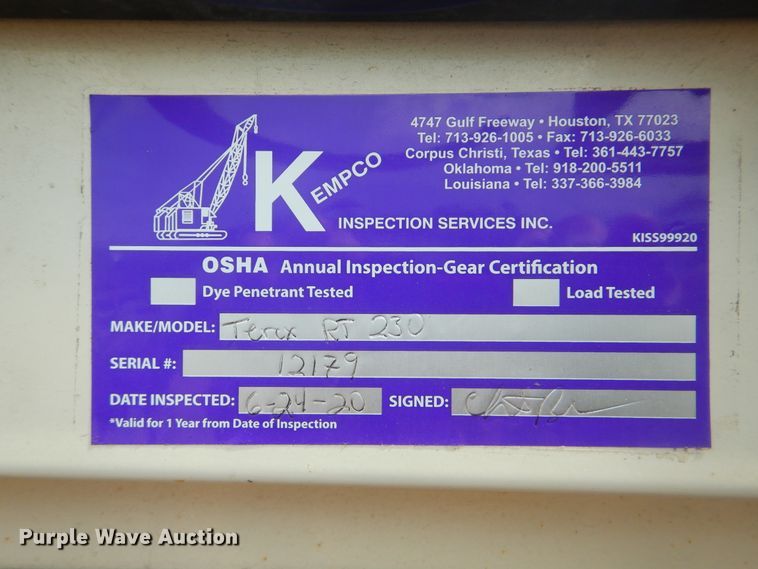 4747 Gulf Freeway • Houston, TX 77023
Tel: 713-926-1005 • Fax: 713-926-6033
Corpus Christi, Texas • Tel: 361-443-7757
Oklahoma • Tel: 918-200-5511
Louisiana • Tel: 337-366-3984
KEMPCO
INSPECTION SERVICES INC.
KISS99920
OSHA Annual Inspection-Gear Certification
Dye Penetrant Tested
Load Tested
MAKE/MODEL: Terex RT 230
SERIAL #: 12179
DATE INSPECTED: 6-24-20 SIGNED:
*Valid for 1 Year from Date of Inspection
Purple Wave Auction